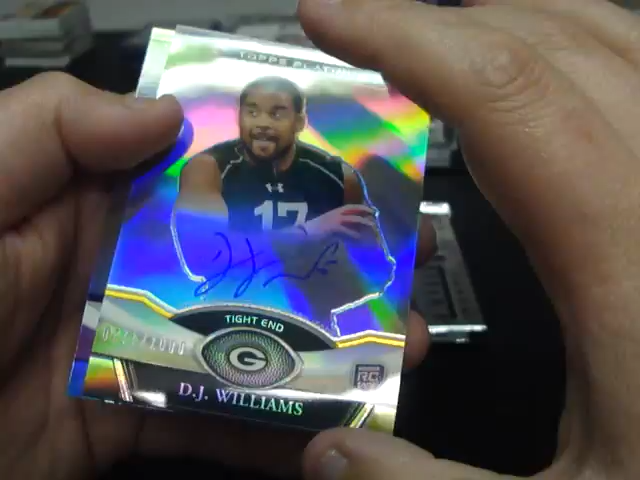 TOPPS PLATINUM
17
TIGHT END
G
RC
D.J. WILLIAMS